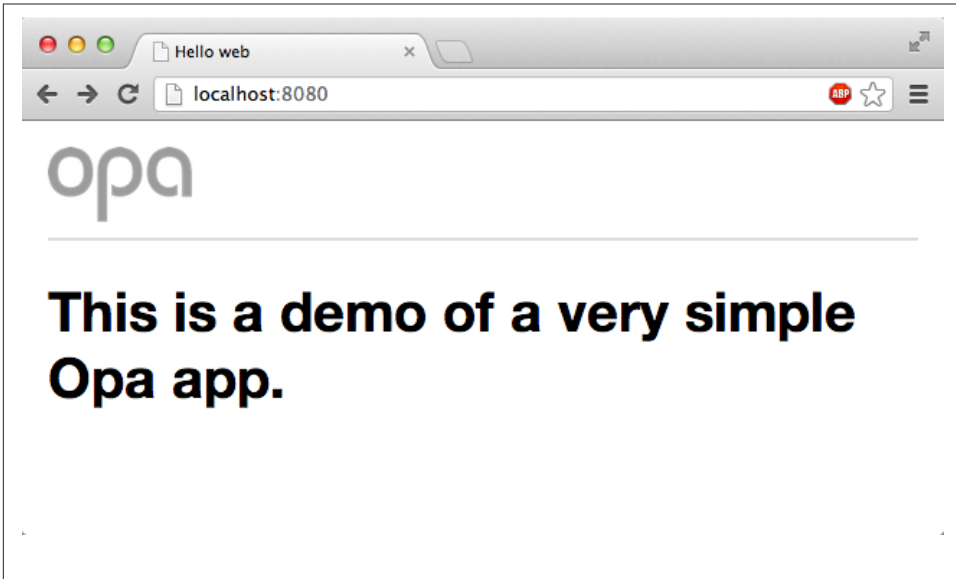 Hello web
localhost:8080
ABP
opa
This is a demo of a very simple
Opa app.